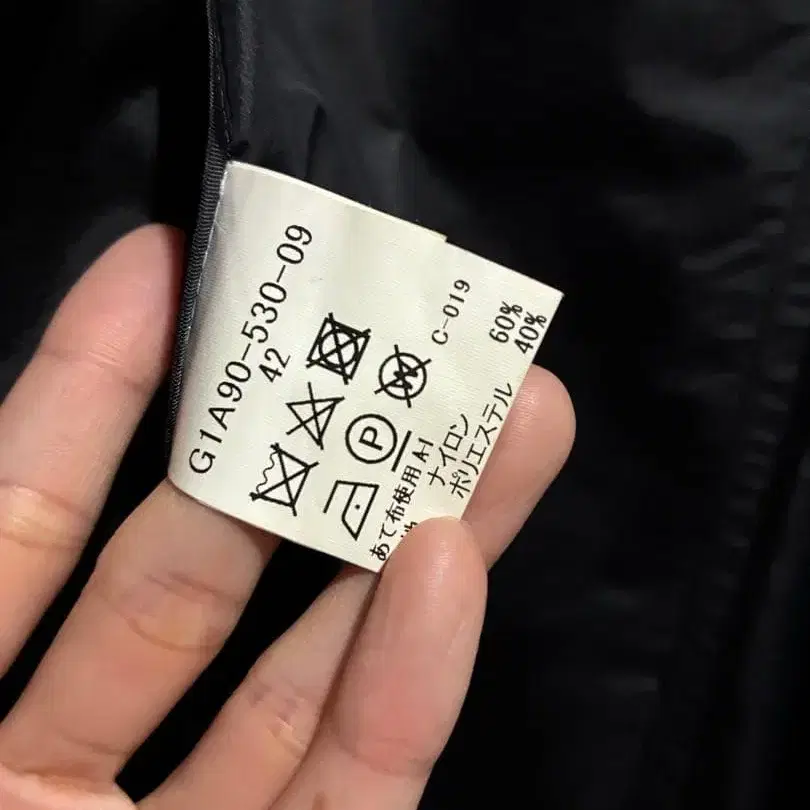 G1A90-530-09
42
W
P
C-019
あて布使用 A-1
ナイロン 60%
ポリエステル 40%